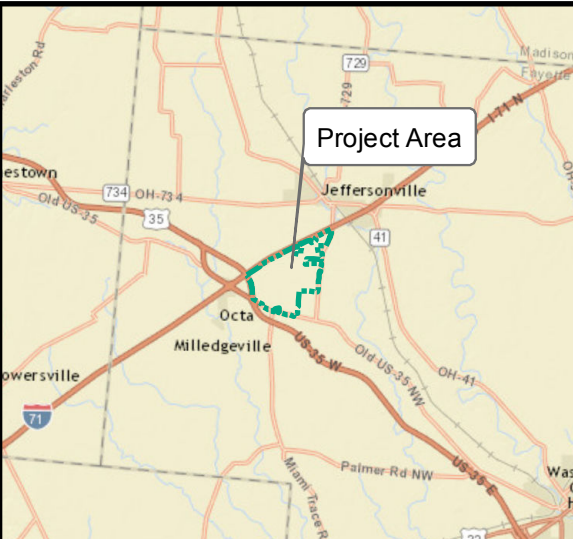 Madison
Fayette
729
729
arleston Rd
I-71 N
Project Area
estown
734
OH-734
Jeffersonville
Old US-35
35
41
Octa
Milledgeville
US-35 W
Old US-35 NW
OH-41
owersville
71
Palmer Rd NW
US-35-E
Miami Trace R
Was
H
22